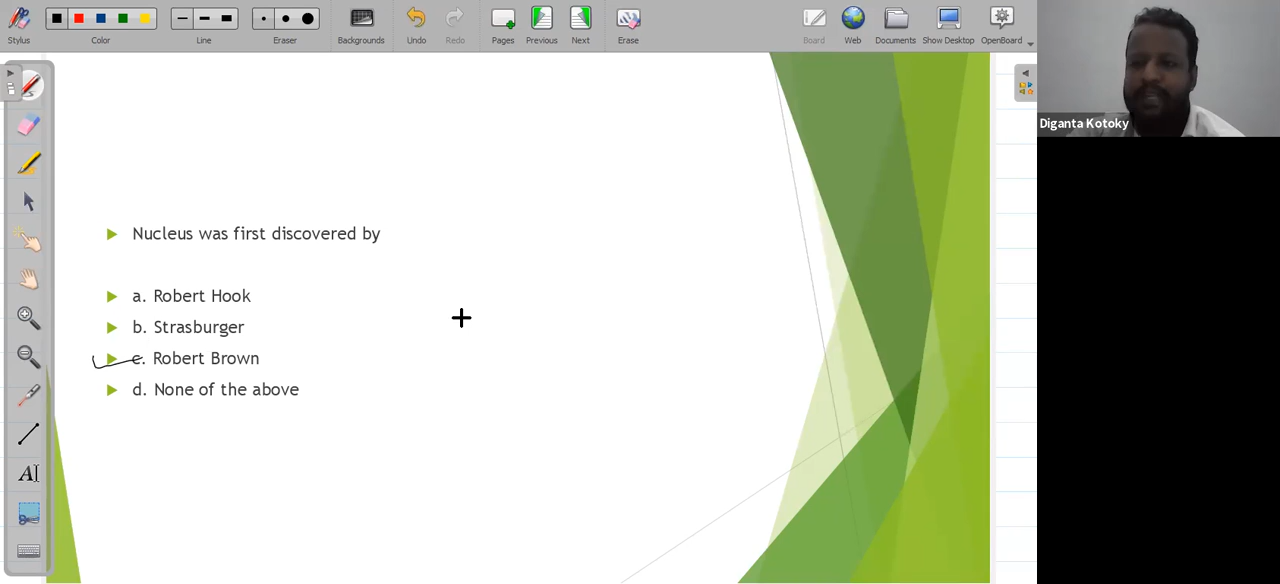 Stylus
Color
Line
Eraser
Backgrounds
Undo
Redo
Pages
Previous
Next
Erase
Board
Web
Documents
Show Desktop
OpenBoard
Diganta Kotoky
Nucleus was first discovered by
a. Robert Hook
b. Strasburger
c. Robert Brown
d. None of the above